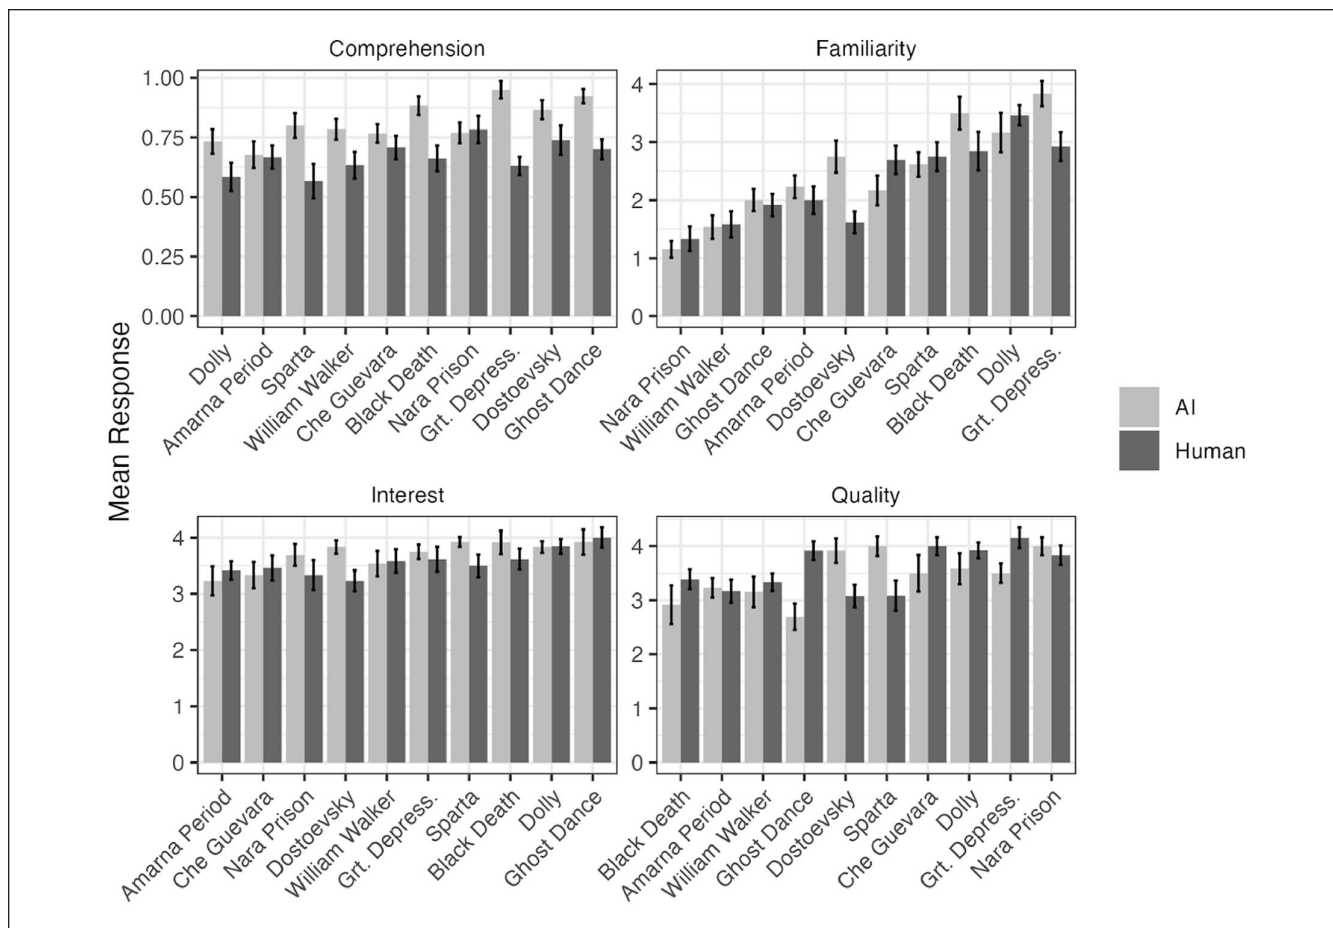 Comprehension
Familiarity
1.00
0.75
0.50
0.25
0.00
4
3
2
1
0
Dolly
Amarna Period
Sparta
William Walker
Che Guevara
Black Death
Nara Prison
Grt. Depress.
Dostoevsky
Ghost Dance
Nara Prison
William Walker
Ghost Dance
Amarna Period
Dostoevsky
Che Guevara
Sparta
Black Death
Dolly
Grt. Depress.
Mean Response
AI
Human
Interest
Quality
4
3
2
1
0
4
3
2
1
0
Amarna Period
Che Guevara
Nara Prison
Dostoevsky
William Walker
Grt. Depress.
Sparta
Black Death
Dolly
Ghost Dance
Black Death
Amarna Period
William Walker
Ghost Dance
Dostoevsky
Sparta
Che Guevara
Dolly
Grt. Depress.
Nara Prison